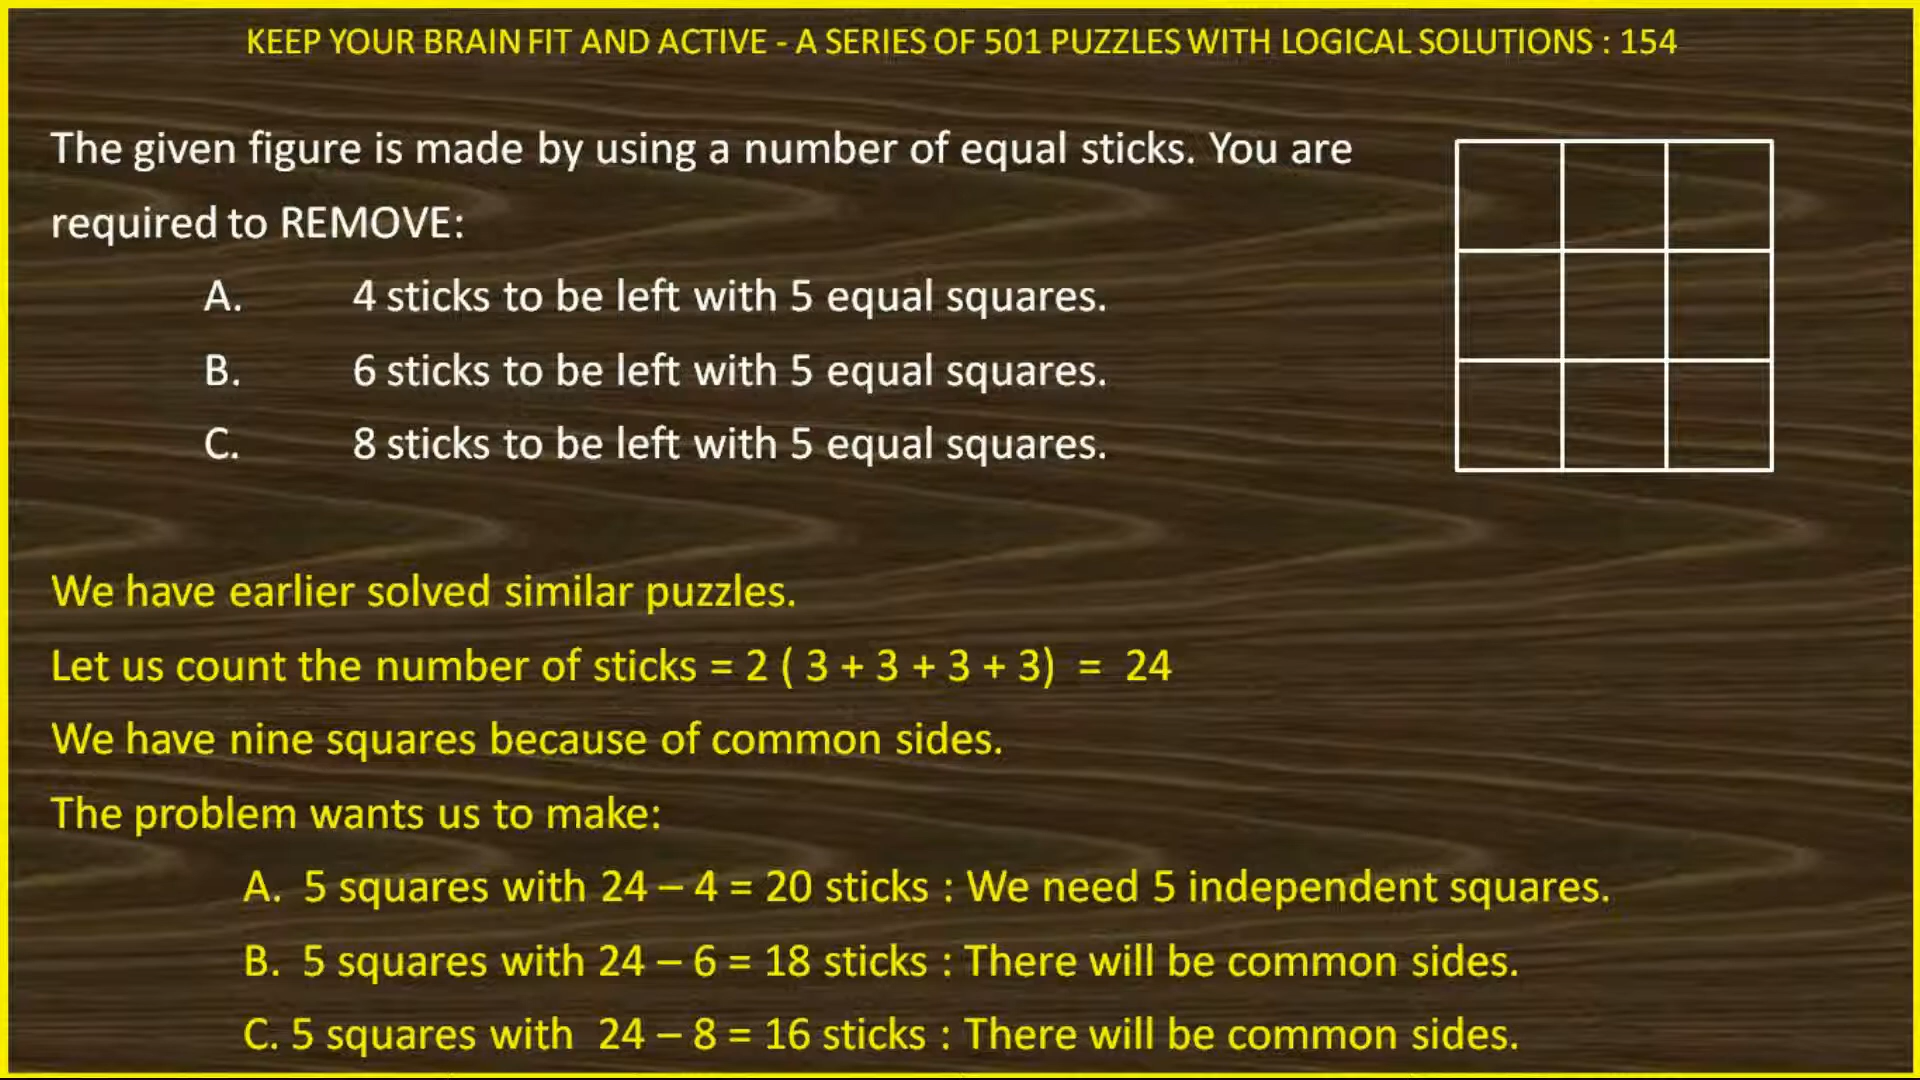 KEEP YOUR BRAIN FIT AND ACTIVE - A SERIES OF 501 PUZZLES WITH LOGICAL SOLUTIONS : 154
The given figure is made by using a number of equal sticks. You are
required to REMOVE:
A. 4 sticks to be left with 5 equal squares.
B. 6 sticks to be left with 5 equal squares.
C. 8 sticks to be left with 5 equal squares.
We have earlier solved similar puzzles.
Let us count the number of sticks = 2 ( 3 + 3 + 3 + 3) = 24
We have nine squares because of common sides.
The problem wants us to make:
A. 5 squares with 24 – 4 = 20 sticks : We need 5 independent squares.
B. 5 squares with 24 – 6 = 18 sticks : There will be common sides.
C. 5 squares with 24 – 8 = 16 sticks : There will be common sides.